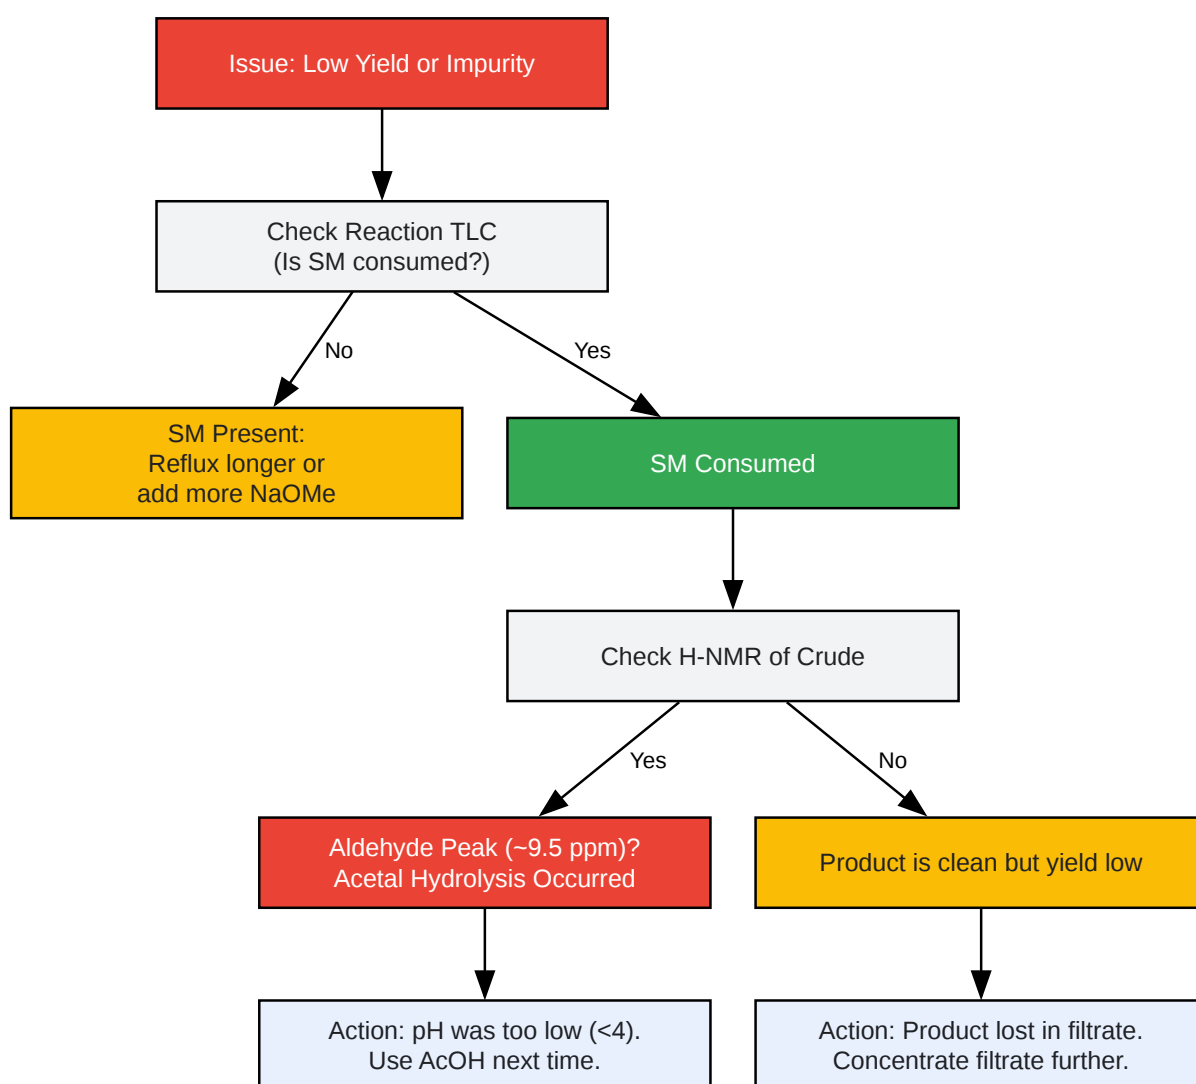 Issue: Low Yield or Impurity
Check Reaction TLC
(Is SM consumed?)
No
Yes
SM Present:
Reflux longer or
add more NaOMe
SM Consumed
Check H-NMR of Crude
Yes
No
Aldehyde Peak (~9.5 ppm)?
Acetal Hydrolysis Occurred
Product is clean but yield low
Action: pH was too low (<4).
Use AcOH next time.
Action: Product lost in filtrate.
Concentrate filtrate further.